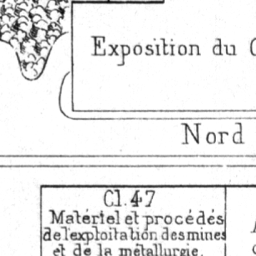 Exposition du
Nord
Cl.47
Matériel et procédés
de l'exploitation des mines
et de la métallurgie.